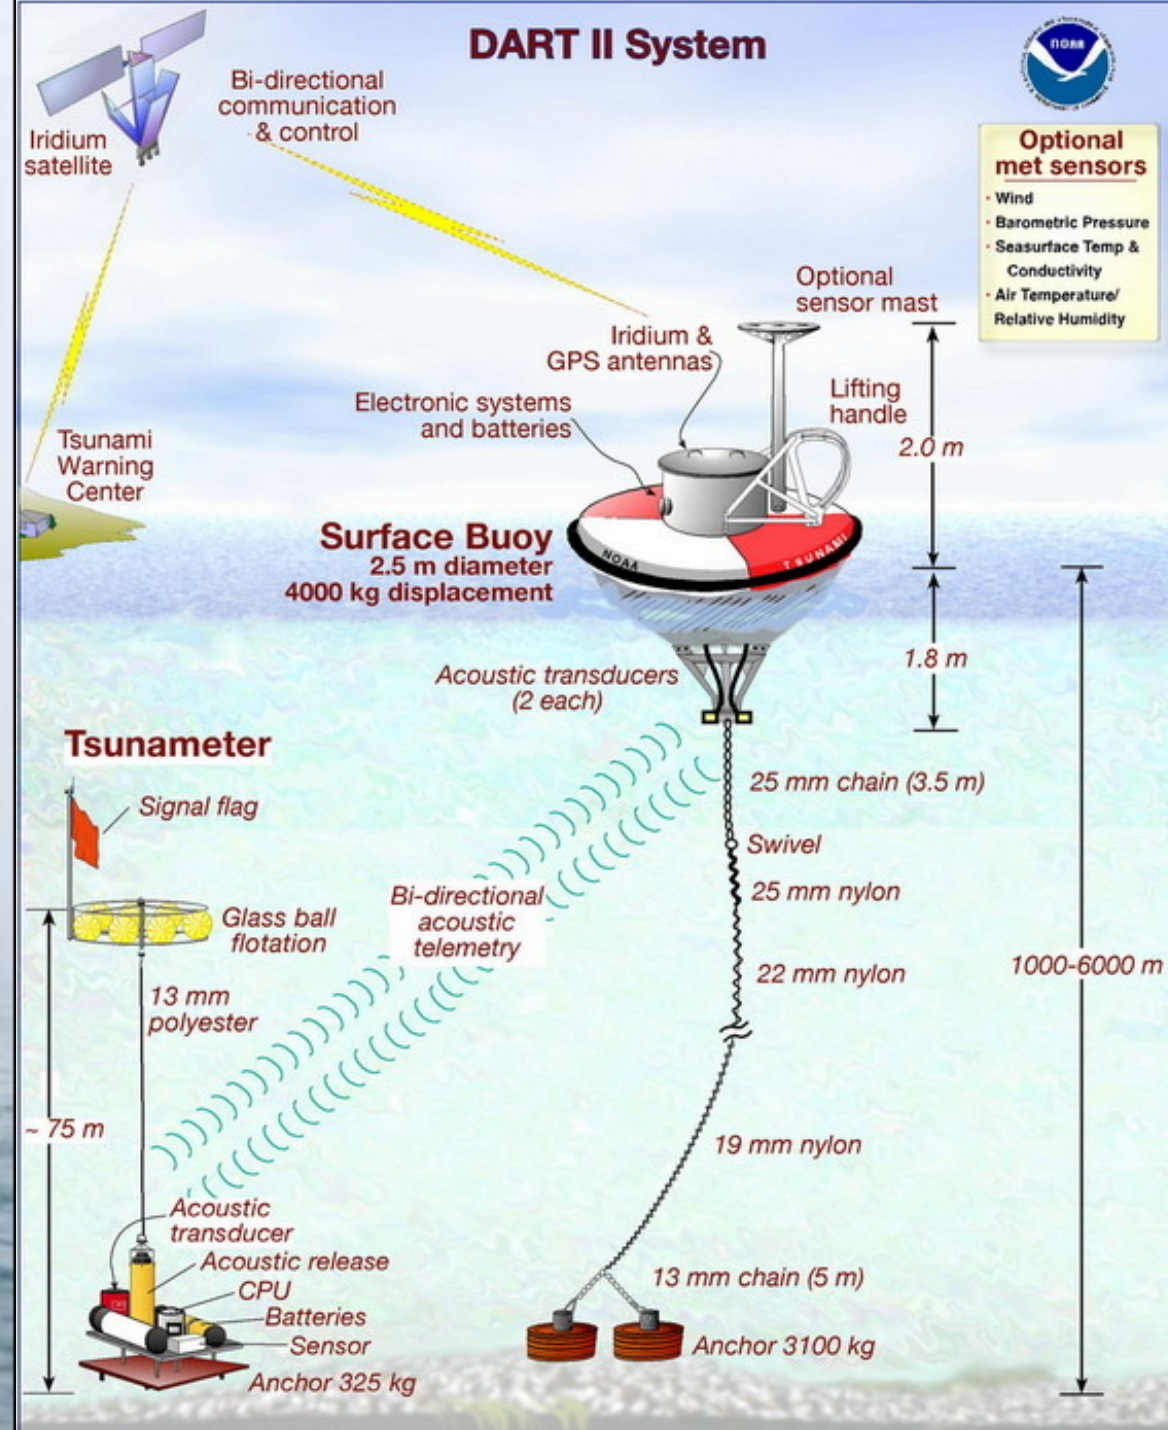 DART II System
NOAA
Iridium
satellite
Bi-directional
communication
& control
Optional
met sensors
· Wind
· Barometric Pressure
· Seasurface Temp &
Conductivity
· Air Temperature/
Relative Humidity
Optional
sensor mast
Iridium &
GPS antennas
Lifting
handle
2.0 m
Electronic systems
and batteries
Tsunami
Warning
Center
Surface Buoy
2.5 m diameter
4000 kg displacement
NOAA
TSUNAMI
1.8 m
Acoustic transducers
(2 each)
Tsunameter
Signal flag
25 mm chain (3.5 m)
Swivel
25 mm nylon
Bi-directional
acoustic
telemetry
Glass ball
flotation
22 mm nylon
1000-6000 m
13 mm
polyester
~ 75 m
19 mm nylon
Acoustic
transducer
Acoustic release
CPU
Batteries
Sensor
Anchor 325 kg
13 mm chain (5 m)
Anchor 3100 kg